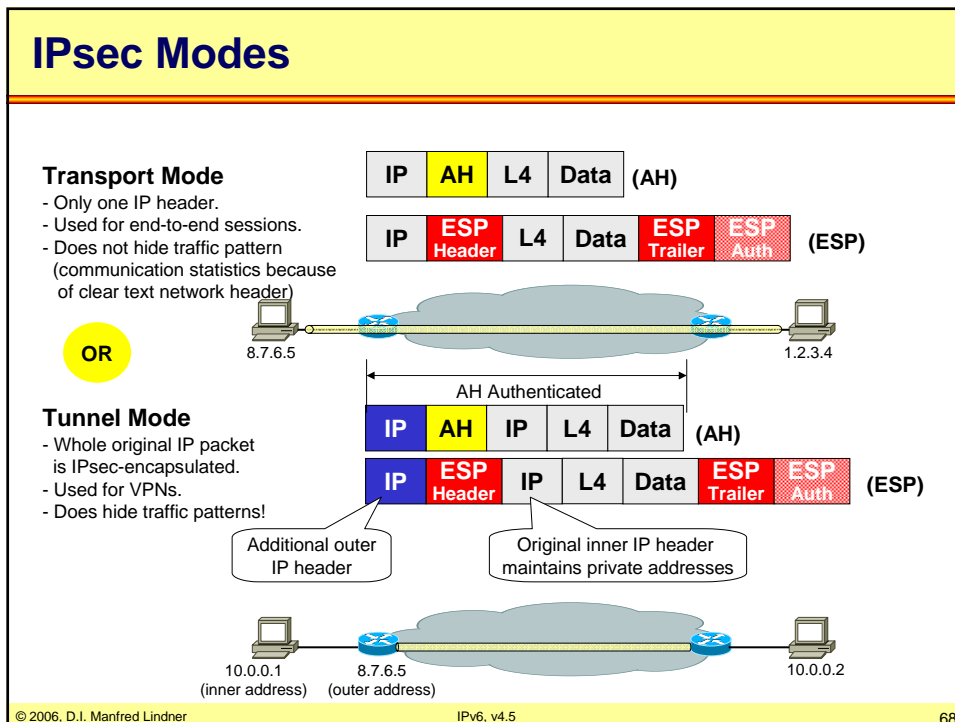 IPsec Modes
Transport Mode
- Only one IP header.
- Used for end-to-end sessions.
- Does not hide traffic pattern
(communication statistics because
of clear text network header)
IP AH L4 Data (AH)
IP ESP Header L4 Data ESP Trailer ESP Auth (ESP)
8.7.6.5
1.2.3.4
OR
AH Authenticated
Tunnel Mode
- Whole original IP packet
is IPsec-encapsulated.
- Used for VPNs.
- Does hide traffic patterns!
IP AH IP L4 Data (AH)
IP ESP Header IP L4 Data ESP Trailer ESP Auth (ESP)
Additional outer
IP header
Original inner IP header
maintains private addresses
10.0.0.1
(inner address)
8.7.6.5
(outer address)
10.0.0.2
© 2006, D.I. Manfred Lindner IPv6, v4.5 68